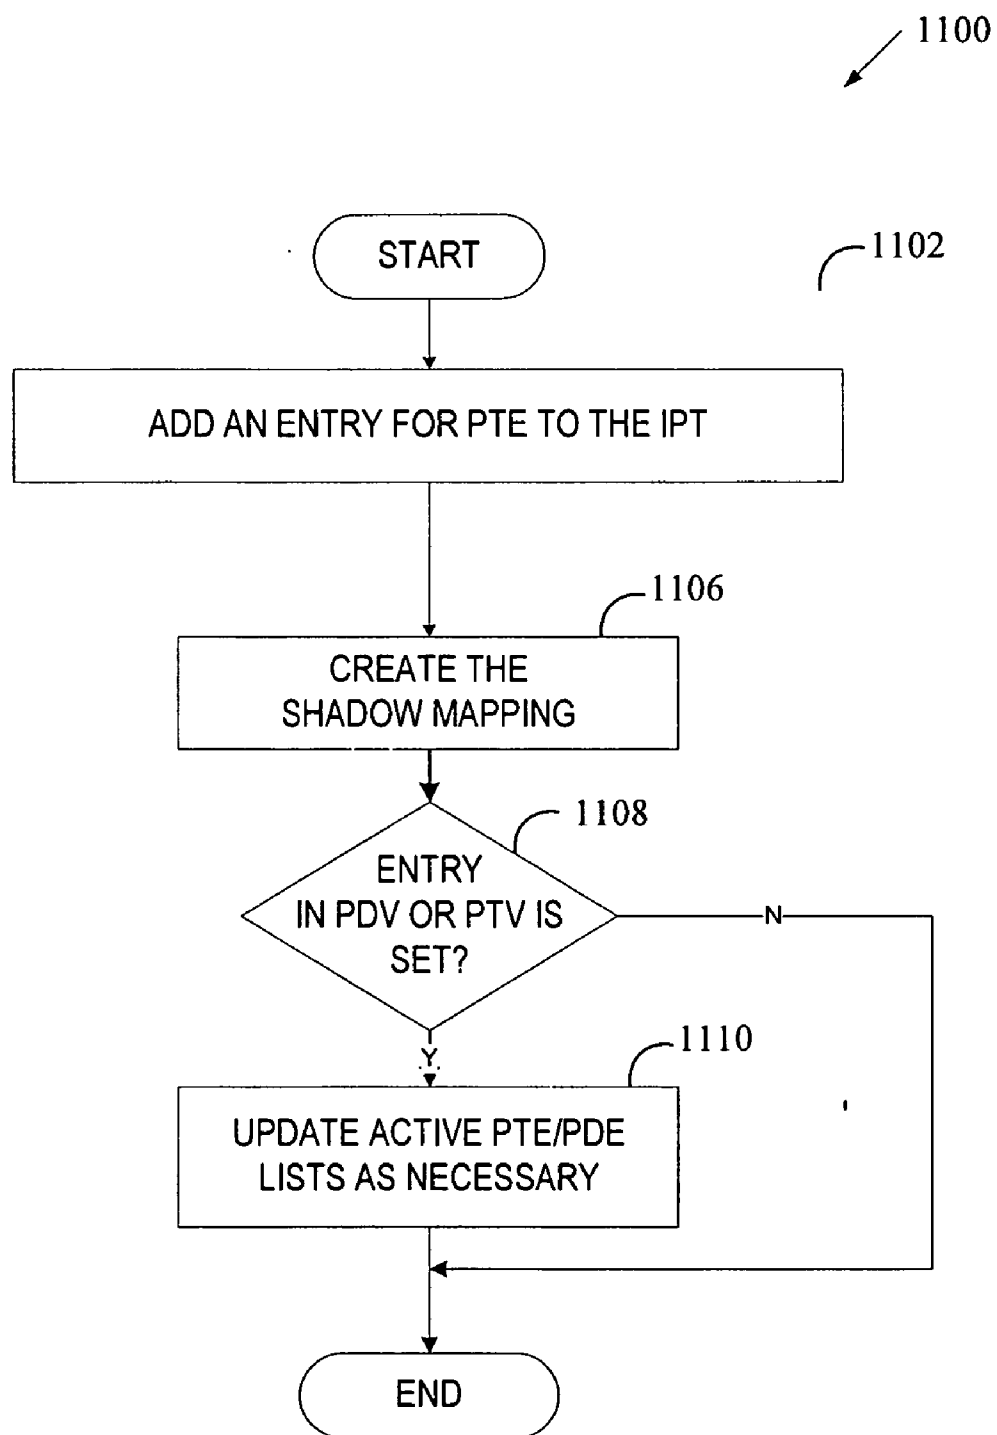 1100
START
1102
ADD AN ENTRY FOR PTE TO THE IPT
1106
CREATE THE
SHADOW MAPPING
1108
ENTRY
IN PDV OR PTV IS
SET?
N
Y
1110
UPDATE ACTIVE PTE/PDE
LISTS AS NECESSARY
END